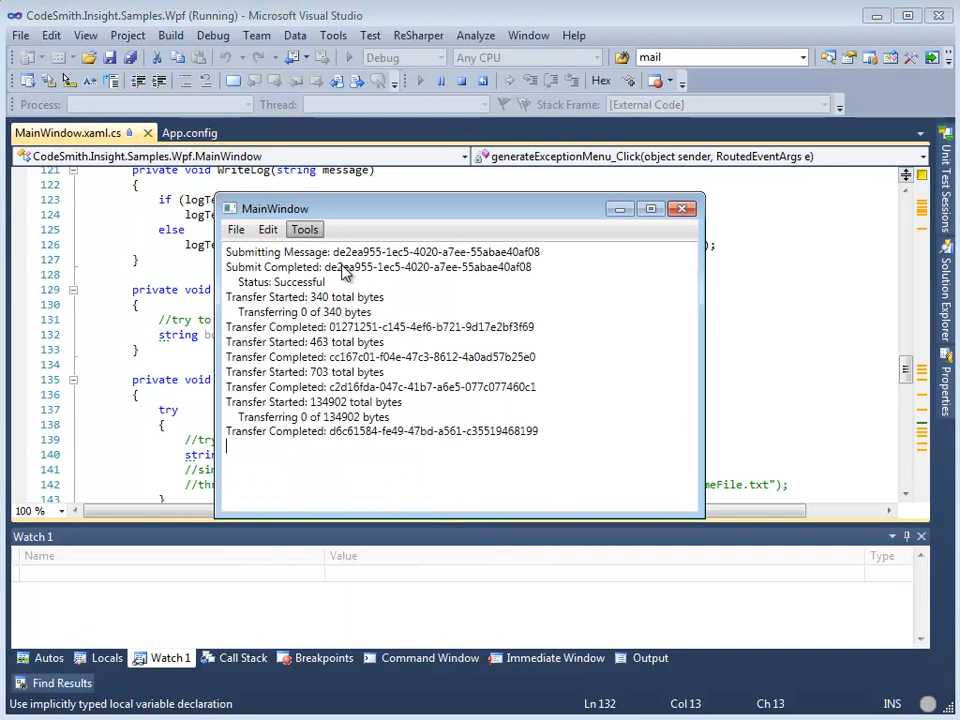 CodeSmith.Insight.Samples.Wpf (Running) - Microsoft Visual Studio
File Edit View Project Build Debug Team Data Tools Test ReSharper Analyze Window Help
Debug Any CPU mail
Hex
Process: Thread: Stack Frame: [External Code]
MainWindow.xaml.cs App.config
CodeSmith.Insight.Samples.Wpf.MainWindow generateExceptionMenu_Click(object sender, RoutedEventArgs e)
121 private void WriteLog(string message)
122 {
123 if (logT
124 logT
125 else
126 logT );
127 }
128
129 private void
130 {
131 //try to
132 string
133 }
134
135 private void
136 {
137 try
138 {
139 //try
140 stri
141 //si
142 //th meFile.txt");
143 }
MainWindow
File Edit Tools
Submitting Message: de2ea955-1ec5-4020-a7ee-55abae40af08
Submit Completed: de2ea955-1ec5-4020-a7ee-55abae40af08
Status: Successful
Transfer Started: 340 total bytes
Transferring 0 of 340 bytes
Transfer Completed: 01271251-c145-4ef6-b721-9d17e2bf3f69
Transfer Started: 463 total bytes
Transfer Completed: cc167c01-f04e-47c3-8612-4a0ad57b25e0
Transfer Started: 703 total bytes
Transfer Completed: c2d16fda-047c-41b7-a6e5-077c077460c1
Transfer Started: 134902 total bytes
Transferring 0 of 134902 bytes
Transfer Completed: d6c61584-fe49-47bd-a561-c35519468199
Unit Test Sessions
Solution Explorer
Properties
100 %
Watch 1
Name Value Type
Autos Locals Watch 1 Call Stack Breakpoints Command Window Immediate Window Output
Find Results
Use implicitly typed local variable declaration Ln 132 Col 13 Ch 13 INS